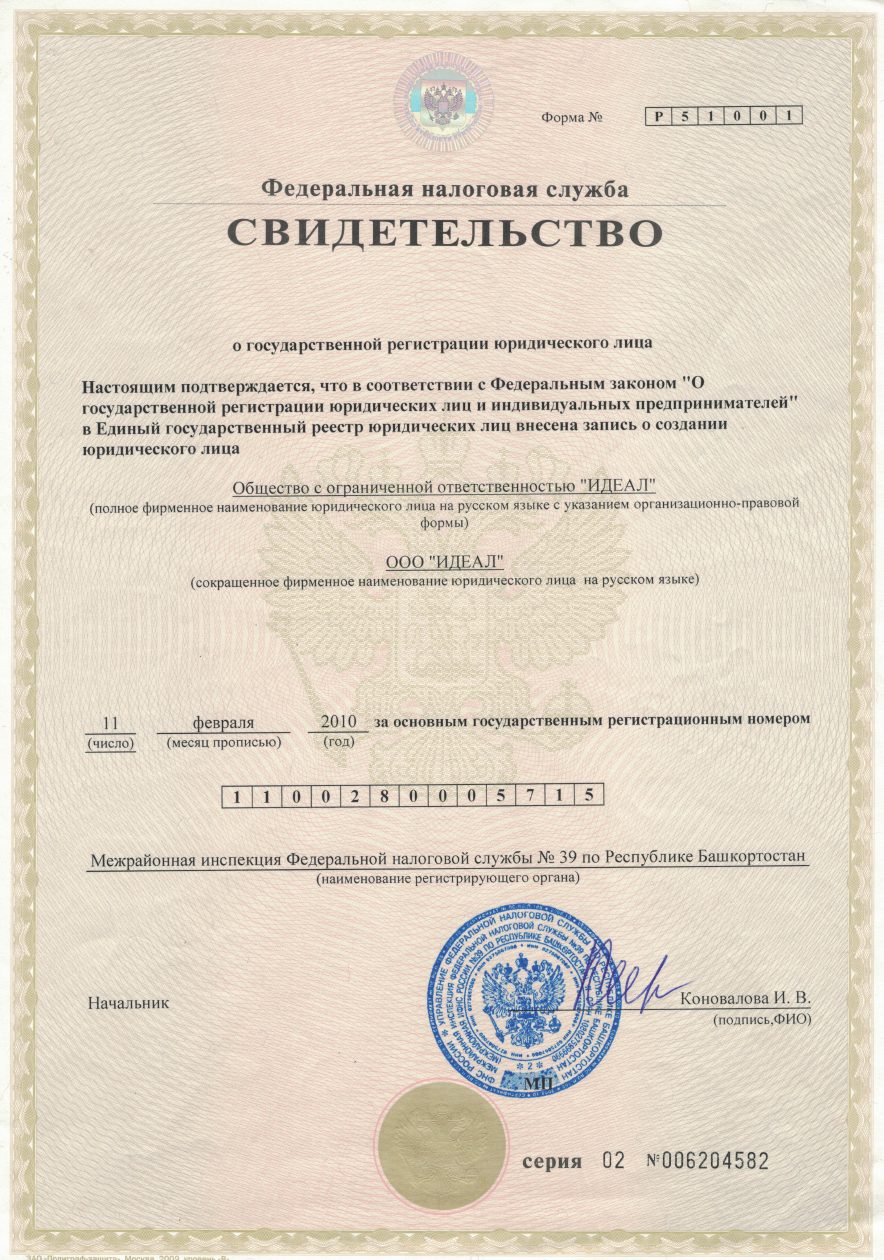 Форма № Р51001
Федеральная налоговая служба
СВИДЕТЕЛЬСТВО
о государственной регистрации юридического лица
Настоящим подтверждается, что в соответствии с Федеральным законом "О
государственной регистрации юридических лиц и индивидуальных предпринимателей"
в Единый государственный реестр юридических лиц внесена запись о создании
юридического лица
Общество с ограниченной ответственностью "ИДЕАЛ"
(полное фирменное наименование юридического лица на русском языке с указанием организационно-правовой
формы)
ООО "ИДЕАЛ"
(сокращенное фирменное наименование юридического лица на русском языке)
11 февраля 2010 за основным государственным регистрационным номером
(число) (месяц прописью) (год)
1100280005715
Межрайонная инспекция Федеральной налоговой службы № 39 по Республике Башкортостан
(наименование регистрирующего органа)
Начальник Коновалова И. В.
(подпись,ФИО)
МП
серия 02 №006204582